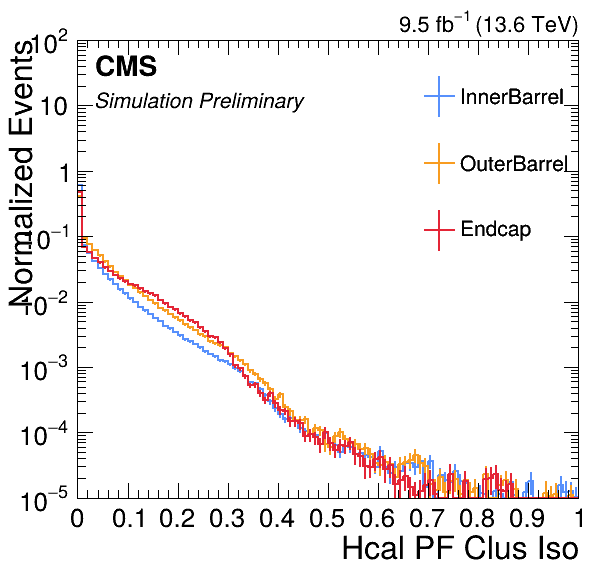 9.5 fb⁻¹ (13.6 TeV)
CMS
Simulation Preliminary
InnerBarrel
OuterBarrel
Endcap
Normalized Events
10²
10
1
10⁻¹
10⁻²
10⁻³
10⁻⁴
10⁻⁵
0 0.1 0.2 0.3 0.4 0.5 0.6 0.7 0.8 0.9 1
Hcal PF Clus Iso